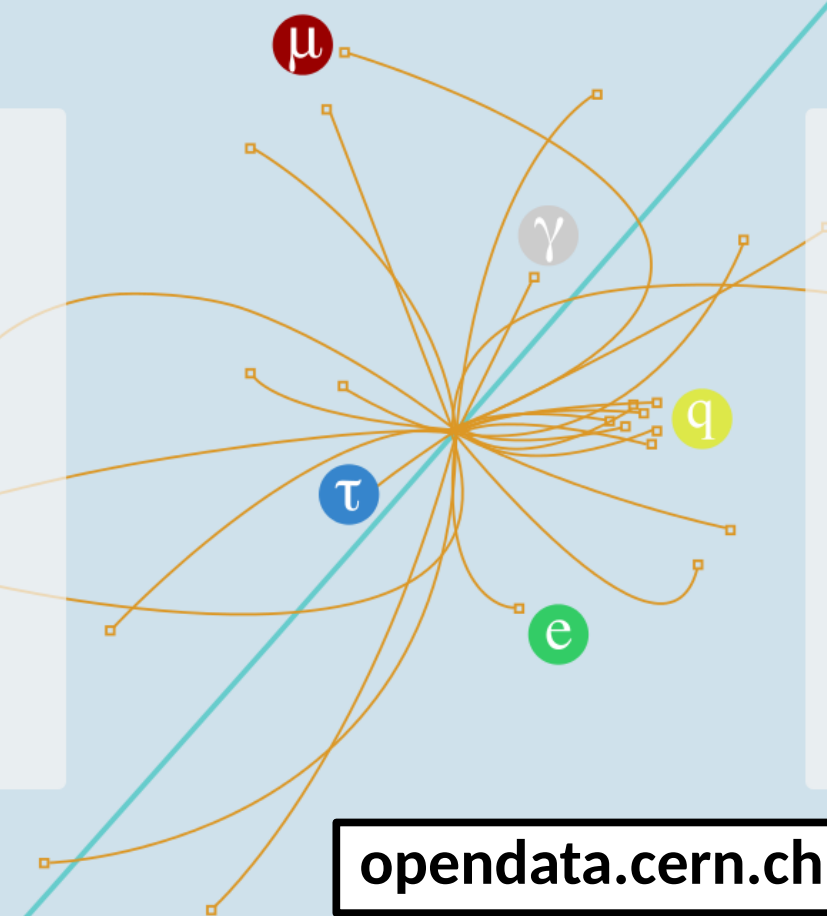 μ
γ
q
τ
e
opendata.cern.ch